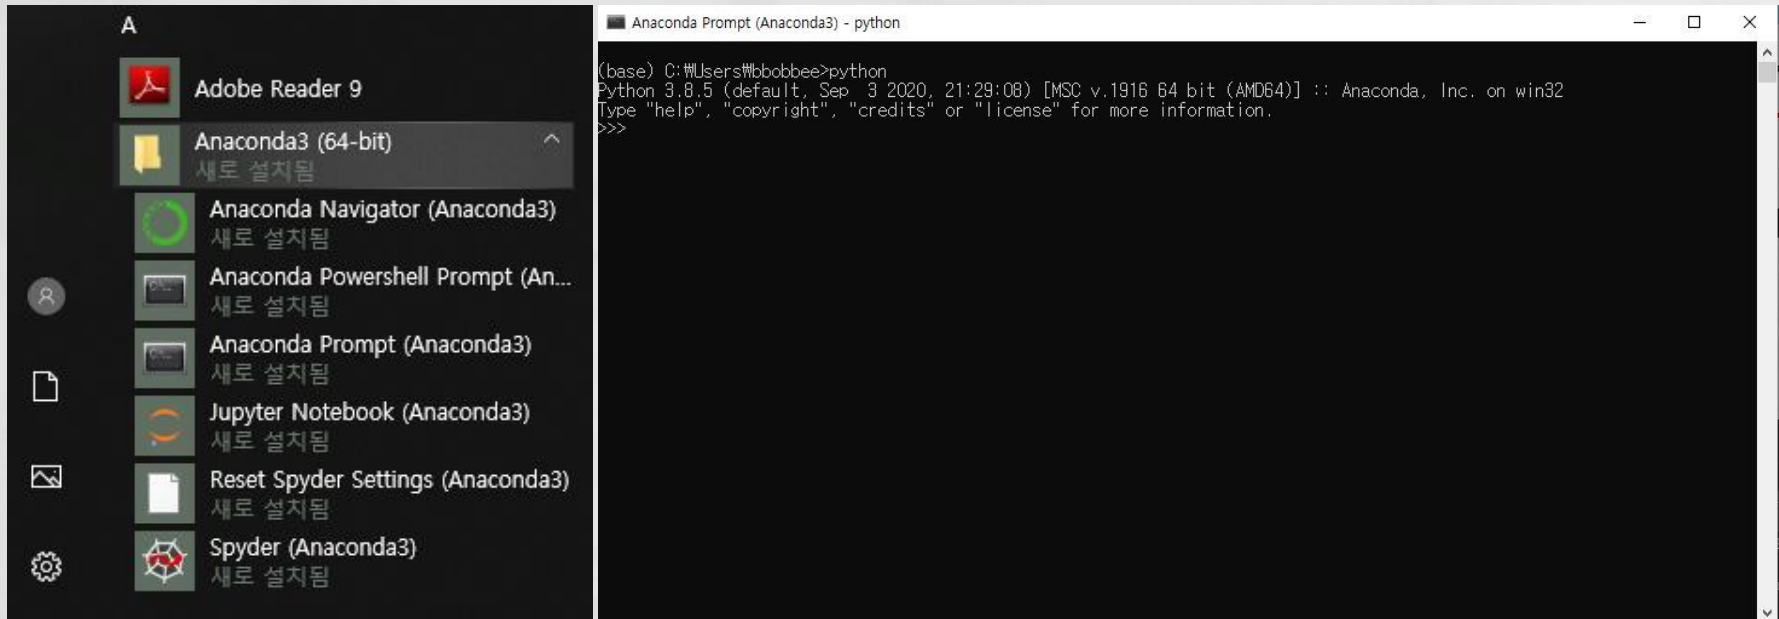 A
Adobe Reader 9
Anaconda3 (64-bit)
새로 설치됨
Anaconda Navigator (Anaconda3)
새로 설치됨
Anaconda Powershell Prompt (An...
새로 설치됨
Anaconda Prompt (Anaconda3)
새로 설치됨
Jupyter Notebook (Anaconda3)
새로 설치됨
Reset Spyder Settings (Anaconda3)
새로 설치됨
Spyder (Anaconda3)
새로 설치됨
Anaconda Prompt (Anaconda3) - python
(base) C:₩Users₩bbobbee>python
Python 3.8.5 (default, Sep  3 2020, 21:29:08) [MSC v.1916 64 bit (AMD64)] :: Anaconda, Inc. on win32
Type "help", "copyright", "credits" or "license" for more information.
>>>